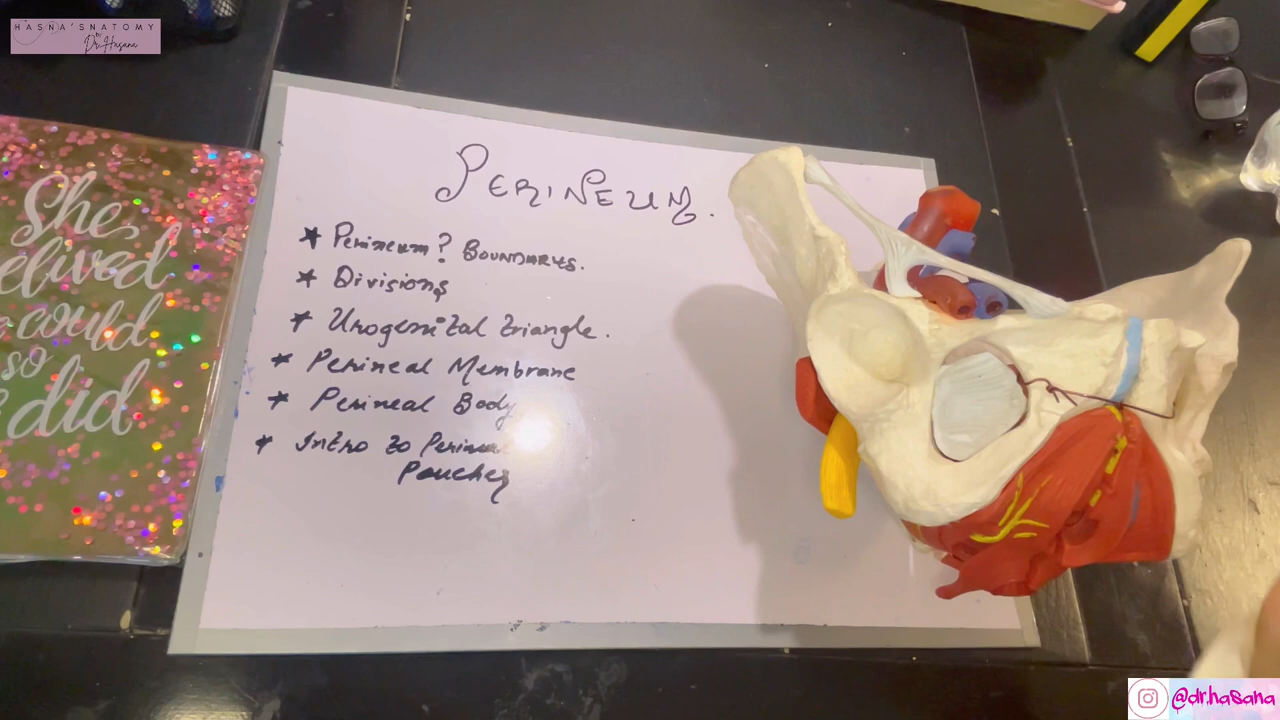 HASNA'SNATOMY
By
Dr.Hasana
She
elived
could
so
did
PERINEUM.
* Perineum? BOUNDARIES.
* Divisions
* Urogenital triangle.
* Perineal Membrane
* Perineal Body
* Intro to Perineal
Pouches
@dr.hasana